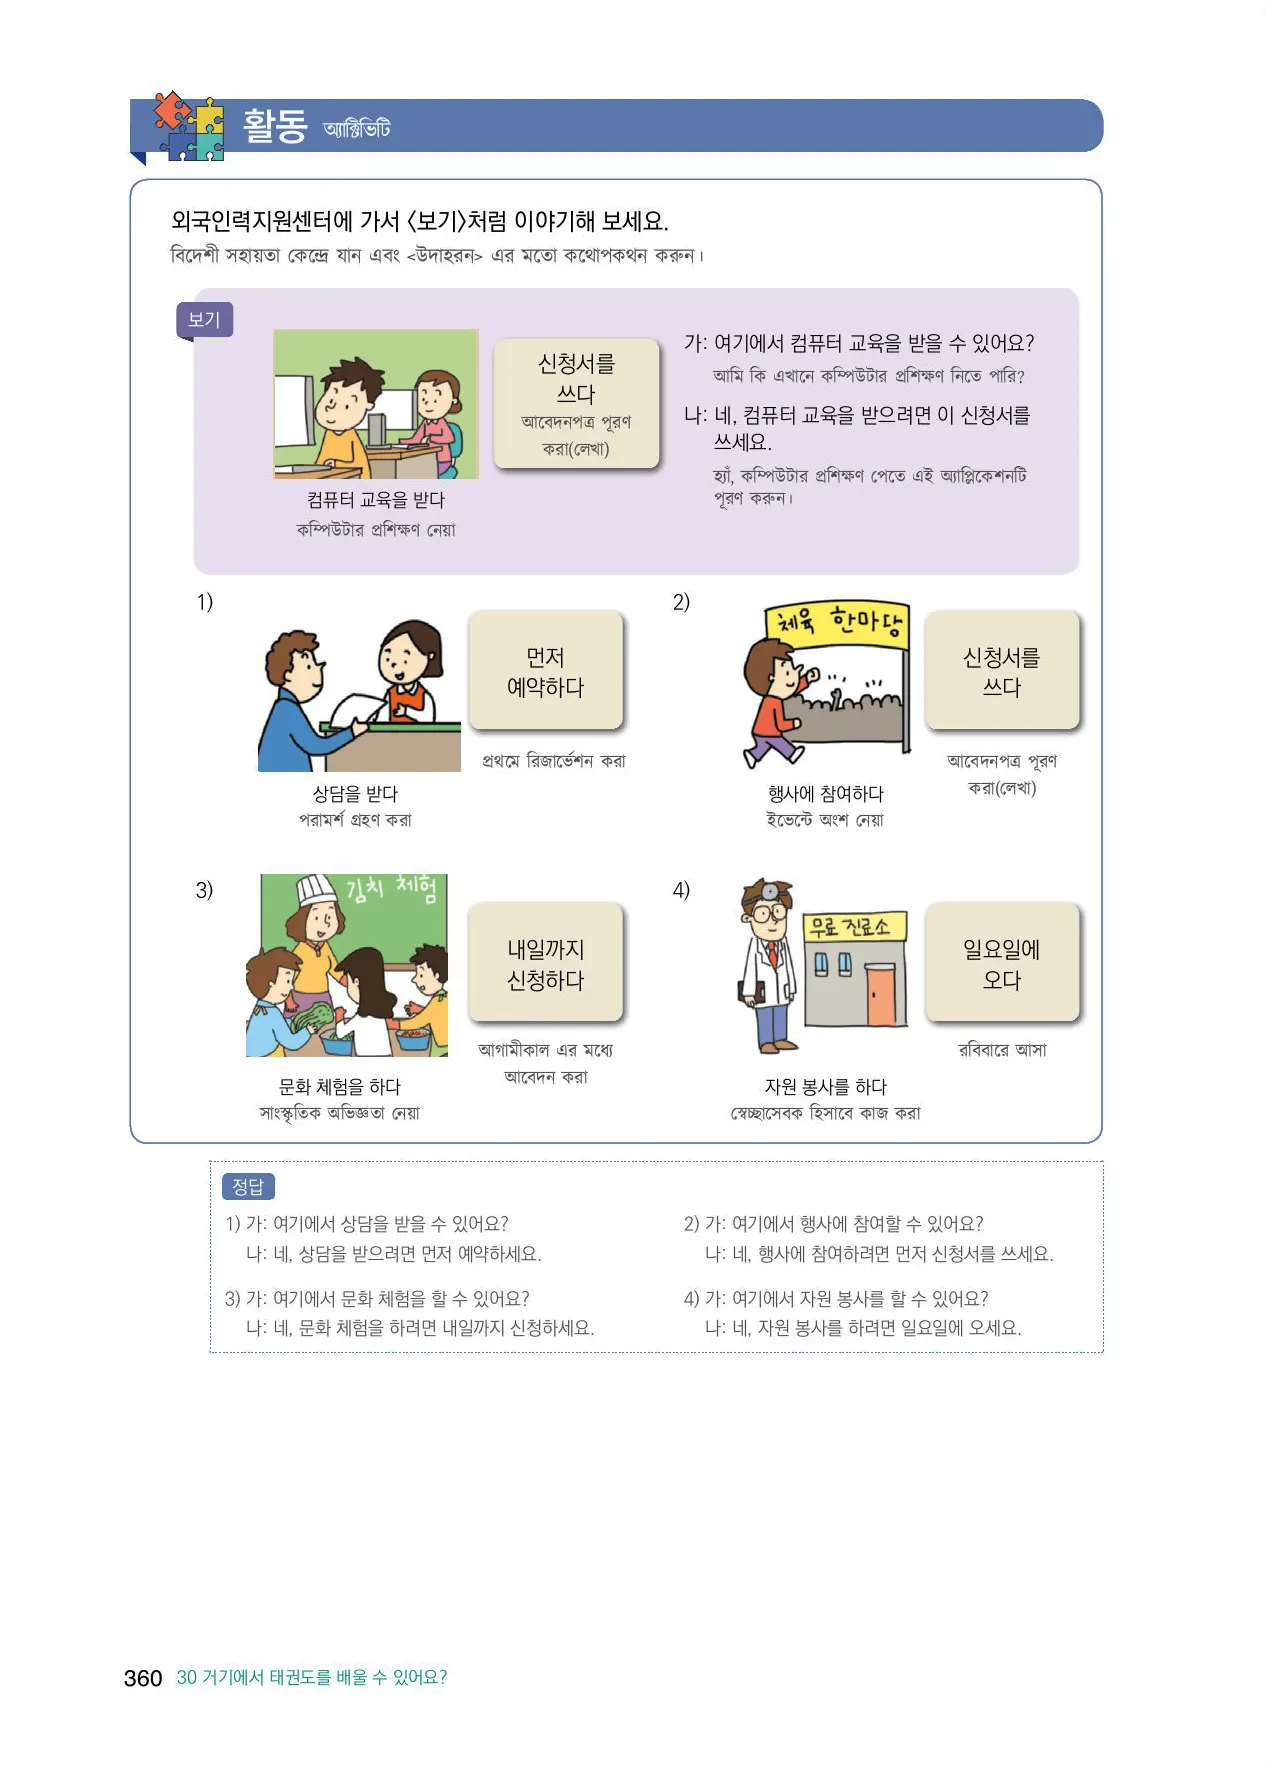 활동 অ্যাক্টিভিটি
외국인력지원센터에 가서 〈보기〉처럼 이야기해 보세요.
বিদেশী সহায়তা কেন্দ্রে যান এবং <উদাহরন> এর মতো কথোপকথন করুন।
보기
신청서를
쓰다
আবেদনপত্র পূরণ
করা(লেখা)
컴퓨터 교육을 받다
কম্পিউটার প্রশিক্ষণ নেয়া
가: 여기에서 컴퓨터 교육을 받을 수 있어요?
আমি কি এখানে কম্পিউটার প্রশিক্ষণ নিতে পারি?
나: 네, 컴퓨터 교육을 받으려면 이 신청서를
쓰세요.
হ্যাঁ, কম্পিউটার প্রশিক্ষণ পেতে এই অ্যাপ্লিকেশনটি
পূরণ করুন।
1)
먼저
예약하다
প্রথমে রিজার্ভেশন করা
상담을 받다
পরামর্শ গ্রহণ করা
2)
체육 한마당
신청서를
쓰다
আবেদনপত্র পূরণ
করা(লেখা)
행사에 참여하다
ইভেন্টে অংশ নেয়া
3)
김치 체험
내일까지
신청하다
আগামীকাল এর মধ্যে
আবেদন করা
문화 체험을 하다
সাংস্কৃতিক অভিজ্ঞতা নেয়া
4)
무료 진료소
일요일에
오다
রবিবারে আসা
자원 봉사를 하다
স্বেচ্ছাসেবক হিসাবে কাজ করা
정답
1) 가: 여기에서 상담을 받을 수 있어요?
나: 네, 상담을 받으려면 먼저 예약하세요.
2) 가: 여기에서 행사에 참여할 수 있어요?
나: 네, 행사에 참여하려면 먼저 신청서를 쓰세요.
3) 가: 여기에서 문화 체험을 할 수 있어요?
나: 네, 문화 체험을 하려면 내일까지 신청하세요.
4) 가: 여기에서 자원 봉사를 할 수 있어요?
나: 네, 자원 봉사를 하려면 일요일에 오세요.
360 30 거기에서 태권도를 배울 수 있어요?